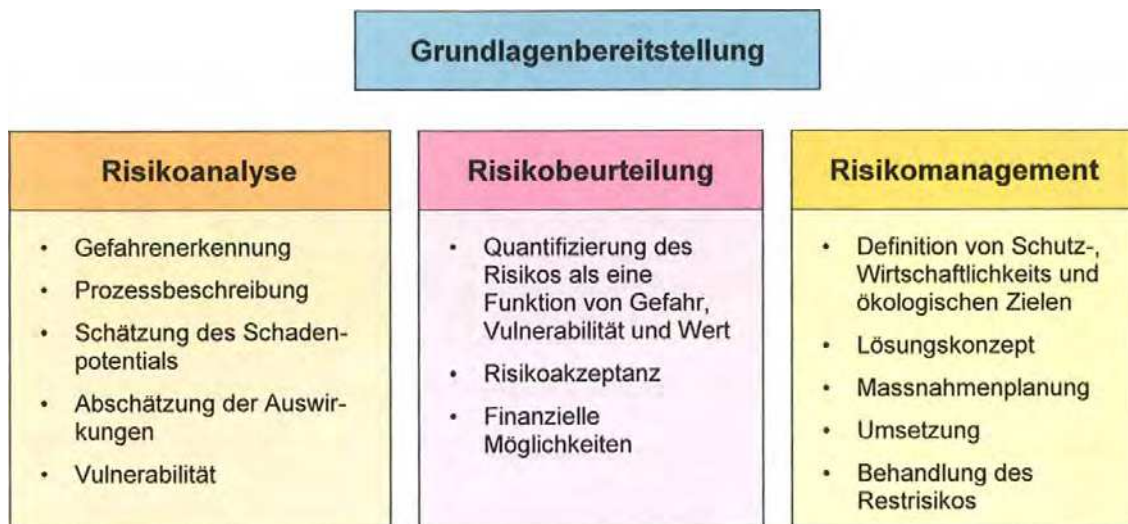 Grundlagenbereitstellung
Risikoanalyse
• Gefahrenerkennung
• Prozessbeschreibung
• Schätzung des Schaden-
potentials
• Abschätzung der Auswir-
kungen
• Vulnerabilität
Risikobeurteilung
• Quantifizierung des
Risikos als eine
Funktion von Gefahr,
Vulnerabilität und Wert
• Risikoakzeptanz
• Finanzielle
Möglichkeiten
Risikomanagement
• Definition von Schutz-,
Wirtschaftlichkeits und
ökologischen Zielen
• Lösungskonzept
• Massnahmenplanung
• Umsetzung
• Behandlung des
Restrisikos